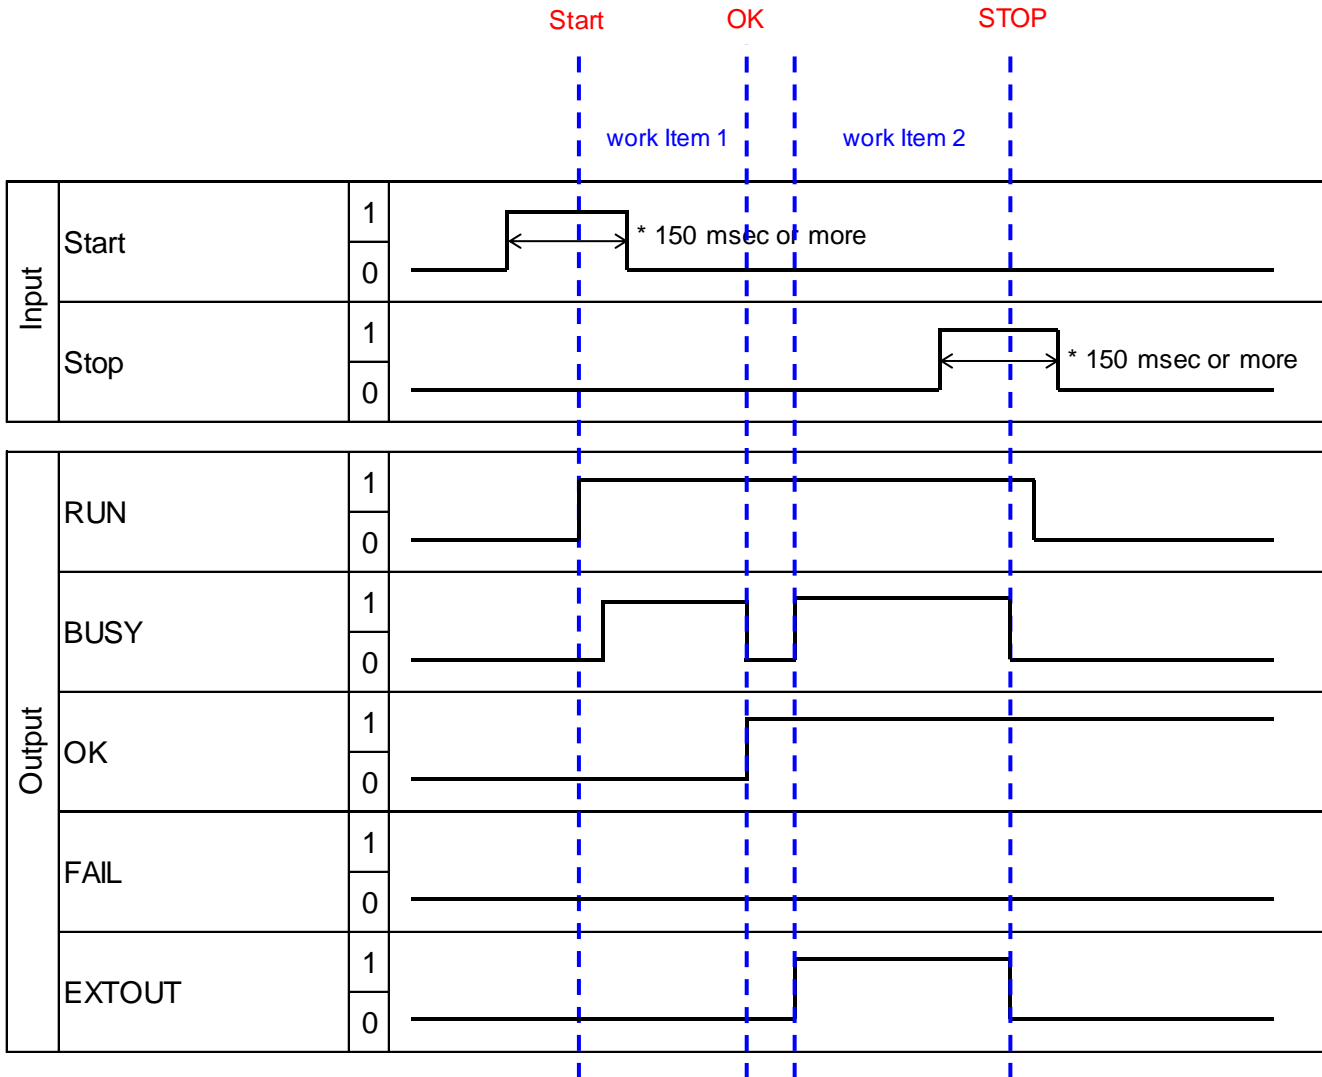 Start OK STOP
work Item 1 work Item 2
Input
Start 1 0 * 150 msec or more
Stop 1 0 * 150 msec or more
Output
RUN 1 0
BUSY 1 0
OK 1 0
FAIL 1 0
EXTOUT 1 0